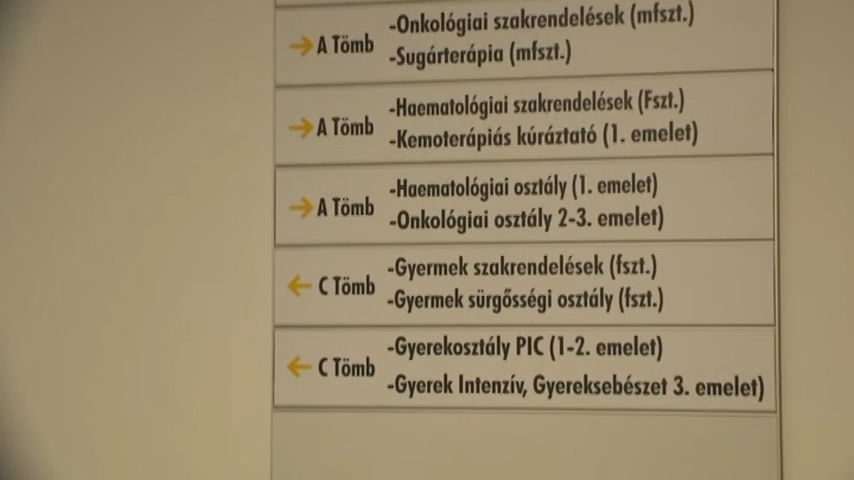 -Onkológiai szakrendelések (mfszt.)
→ A Tömb
-Sugárterápia (mfszt.)
-Haematológiai szakrendelések (Fszt.)
→ A Tömb
-Kemoterápiás kúráztató (1. emelet)
-Haematológiai osztály (1. emelet)
→ A Tömb
-Onkológiai osztály 2-3. emelet)
-Gyermek szakrendelések (fszt.)
← C Tömb
-Gyermek sürgősségi osztály (fszt.)
-Gyerekosztály PIC (1-2. emelet)
← C Tömb
-Gyerek Intenzív, Gyereksebészet 3. emelet)